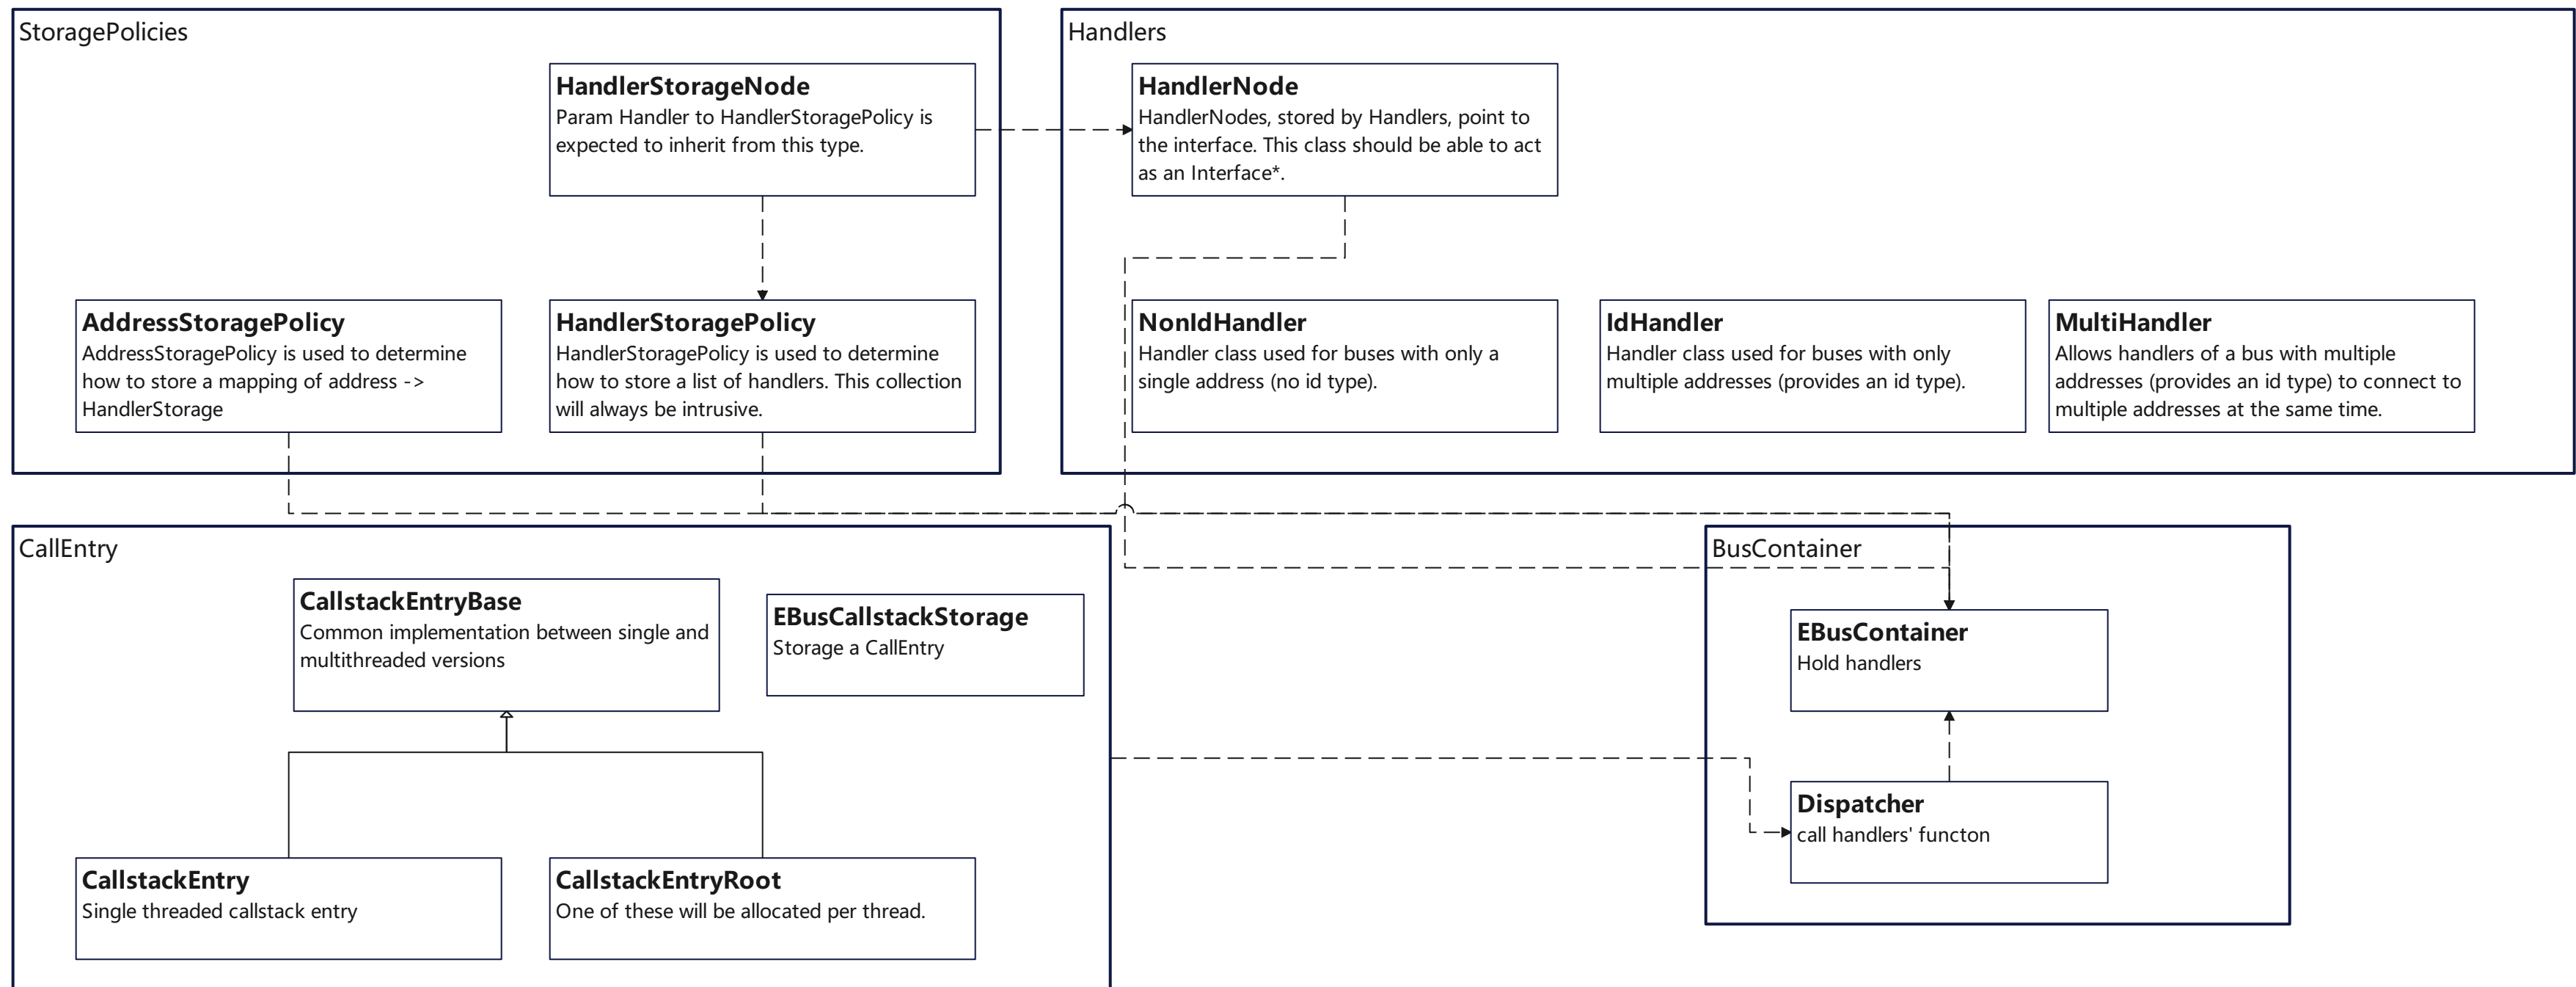 StoragePolicies
HandlerStorageNode
Param Handler to HandlerStoragePolicy is
expected to inherit from this type.
AddressStoragePolicy
AddressStoragePolicy is used to determine
how to store a mapping of address ->
HandlerStorage
HandlerStoragePolicy
HandlerStoragePolicy is used to determine
how to store a list of handlers. This collection
will always be intrusive.
Handlers
HandlerNode
HandlerNodes, stored by Handlers, point to
the interface. This class should be able to act
as an Interface*.
NonIdHandler
Handler class used for buses with only a
single address (no id type).
IdHandler
Handler class used for buses with only
multiple addresses (provides an id type).
MultiHandler
Allows handlers of a bus with multiple
addresses (provides an id type) to connect to
multiple addresses at the same time.
CallEntry
CallstackEntryBase
Common implementation between single and
multithreaded versions
EBusCallstackStorage
Storage a CallEntry
CallstackEntry
Single threaded callstack entry
CallstackEntryRoot
One of these will be allocated per thread.
BusContainer
EBusContainer
Hold handlers
Dispatcher
call handlers' functon